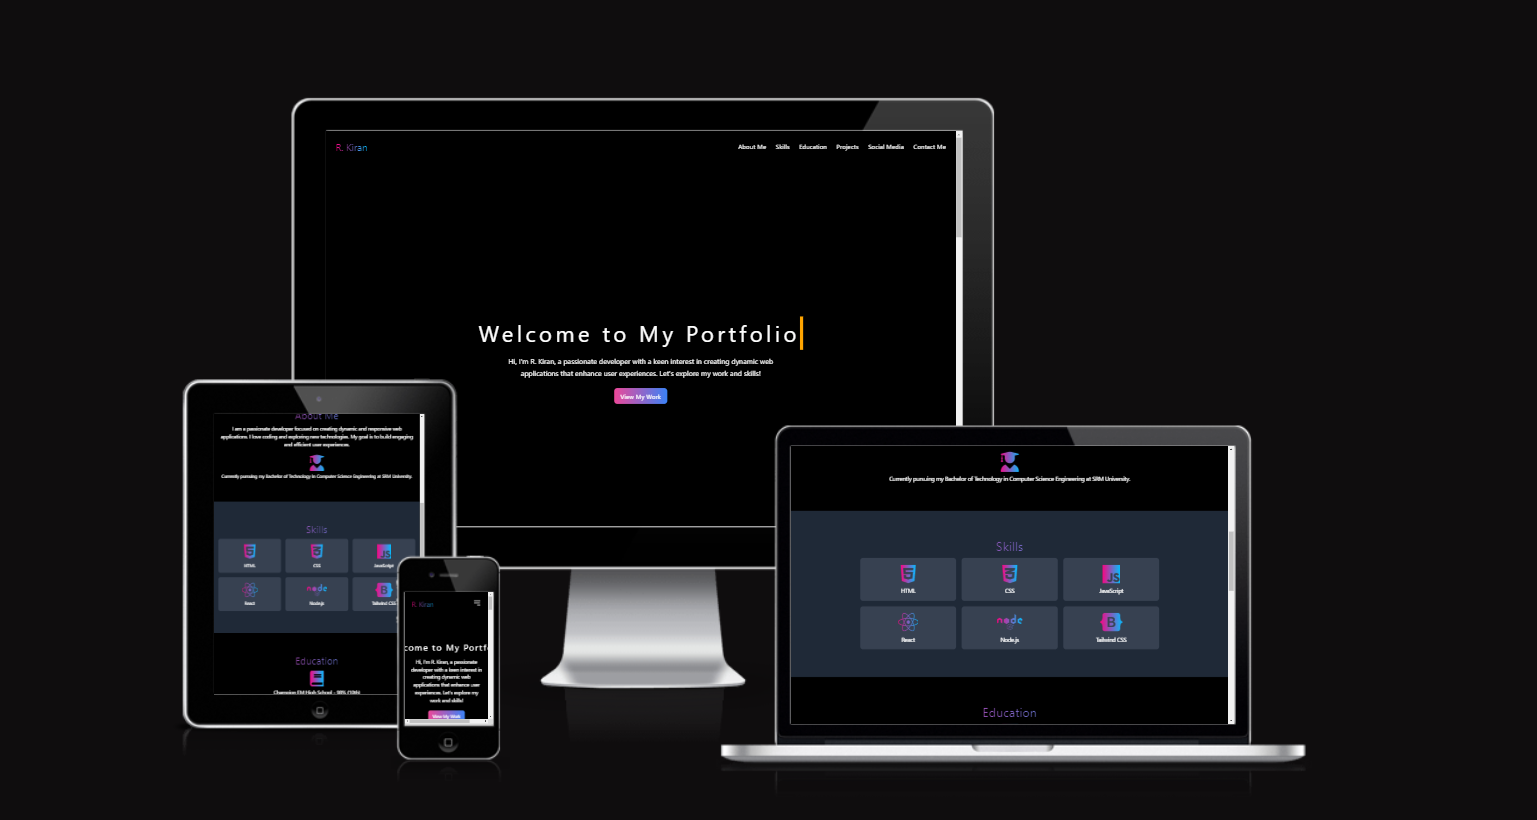 R. Kiran
About Me Skills Education Projects Social Media Contact Me
Welcome to My Portfolio
Hi, I'm R. Kiran, a passionate developer with a keen interest in creating dynamic web
applications that enhance user experiences. Let's explore my work and skills!
View My Work
About Me
I am a passionate developer focused on creating dynamic and responsive web
applications. I love coding and exploring new technologies. My goal is to build engaging
and efficient user experiences.
Currently pursuing my Bachelor of Technology in Computer Science Engineering at SRM University.
Skills
HTML CSS JavaScript
React Node.js Tailwind CSS
Education
R. Kiran
come to My Portfo
Hi, I'm R. Kiran, a passionate
developer with a keen interest in
creating dynamic web
applications that enhance user
experiences. Let's explore my
work and skills!
View My Work
Currently pursuing my Bachelor of Technology in Computer Science Engineering at SRM University.
Skills
JS
HTML CSS JavaScript
node B
React Node.js Tailwind CSS
Education